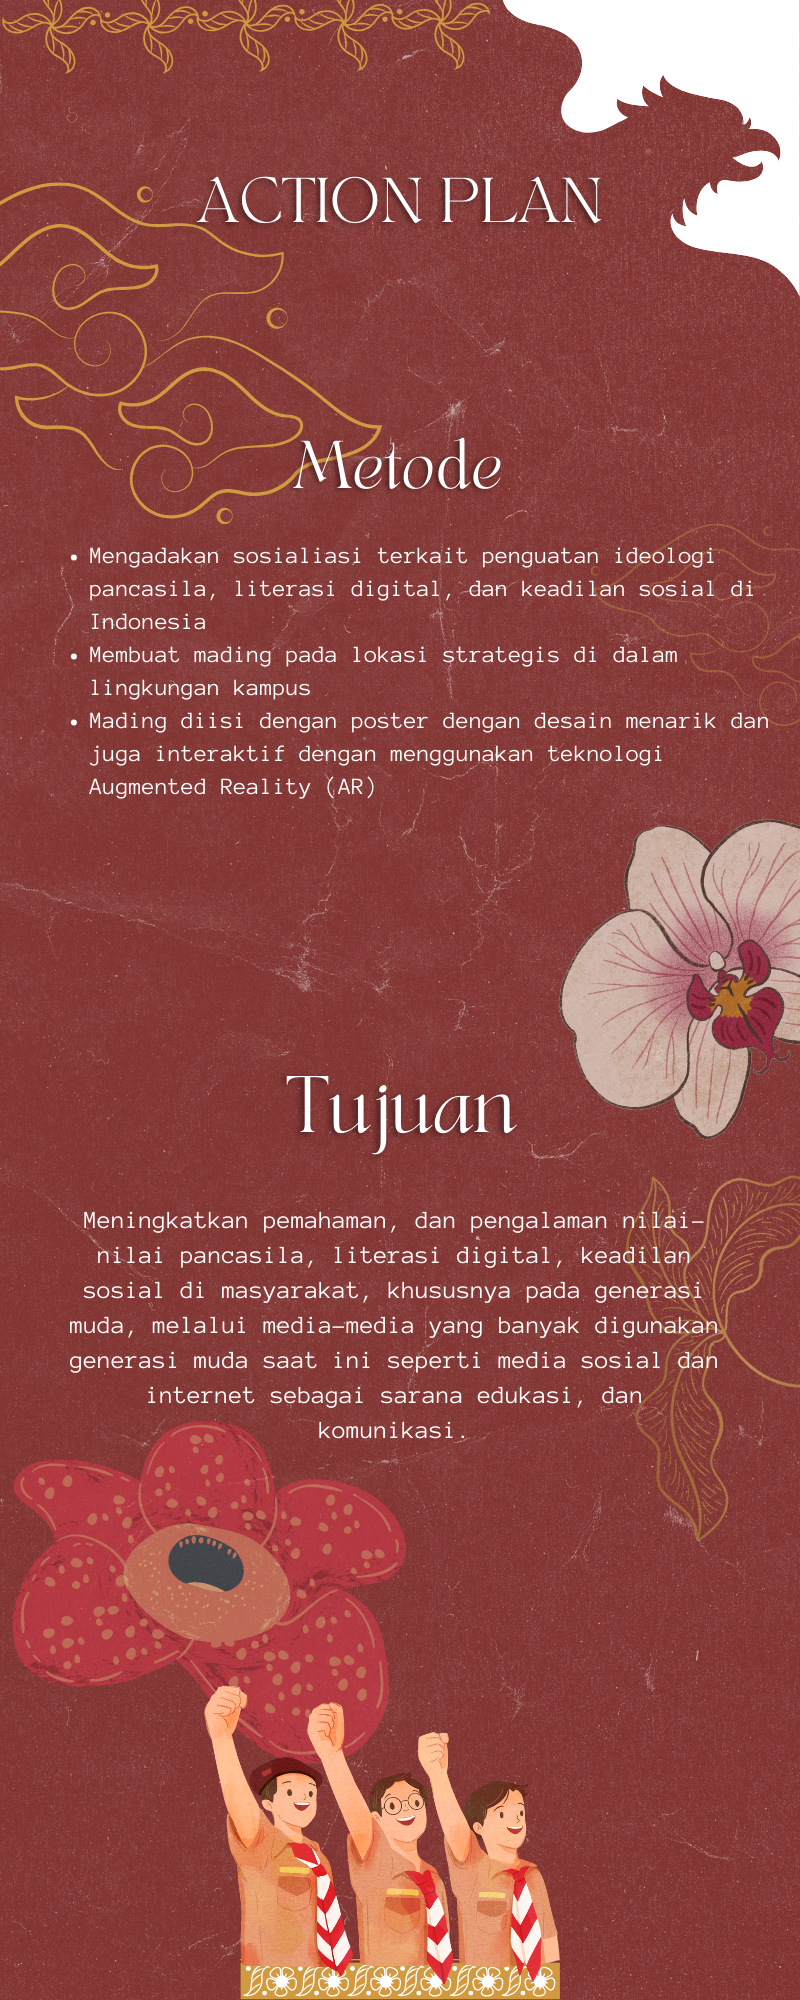 ACTION PLAN
Metode
• Mengadakan sosialiasi terkait penguatan ideologi
pancasila, literasi digital, dan keadilan sosial di
Indonesia
• Membuat mading pada lokasi strategis di dalam
lingkungan kampus
• Mading diisi dengan poster dengan desain menarik dan
juga interaktif dengan menggunakan teknologi
Augmented Reality (AR)
Tujuan
Meningkatkan pemahaman, dan pengalaman nilai-
nilai pancasila, literasi digital, keadilan
sosial di masyarakat, khususnya pada generasi
muda, melalui media-media yang banyak digunakan
generasi muda saat ini seperti media sosial dan
internet sebagai sarana edukasi, dan
komunikasi.